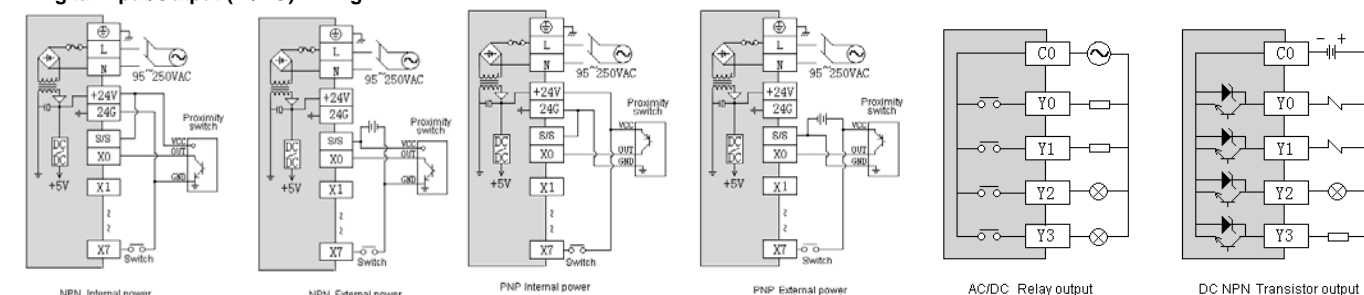 L
N
95~250VAC
+24V
24G
S/S
X0
X1
X7
DC
DC
+5V
Proximity
switch
VCC
OUT
GND
Switch
NPN Internal power
L
N
95~250VAC
+24V
24G
S/S
X0
X1
X7
DC
DC
+5V
Proximity
switch
VCC
OUT
GND
Switch
NPN External power
L
N
95~250VAC
+24V
24G
S/S
X0
X1
X7
DC
DC
+5V
Proximity
switch
VCC
OUT
GND
Switch
PNP Internal power
L
N
95~250VAC
+24V
24G
S/S
X0
X1
X7
DC
DC
+5V
Proximity
switch
VCC
OUT
GND
Switch
PNP External power
C0
Y0
Y1
Y2
Y3
AC/DC Relay output
- +
C0
Y0
Y1
Y2
Y3
DC NPN Transistor output